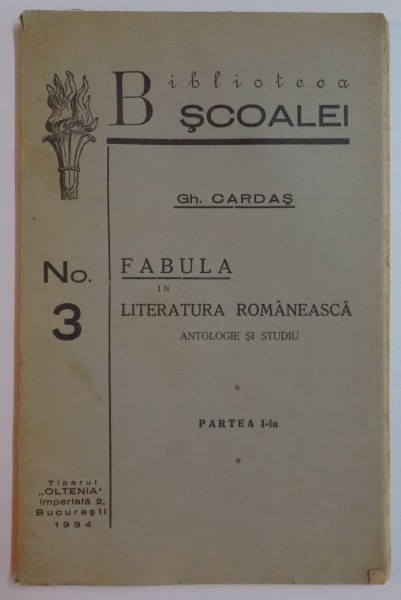 Biblioteca
ŞCOALEI
Gh. CARDAŞ
No.
3
FABULA
IN
LITERATURA ROMÂNEASCĂ
ANTOLOGIE ŞI STUDIU
PARTEA I-la
Tiparul
„OLTENIA"
Imperială 2,
Bucureşti
1934